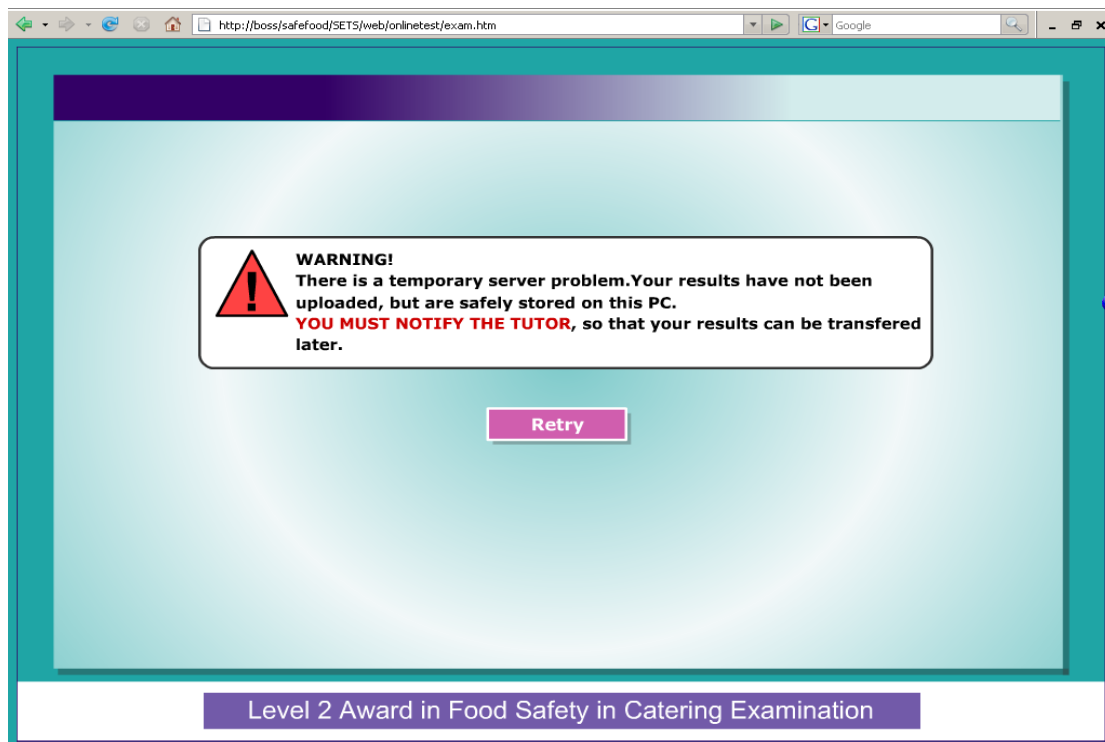 http://boss/safefood/SETS/web/onlinetest/exam.htm
G
Google
WARNING!
There is a temporary server problem.Your results have not been
uploaded, but are safely stored on this PC.
YOU MUST NOTIFY THE TUTOR, so that your results can be transfered
later.
Retry
Level 2 Award in Food Safety in Catering Examination